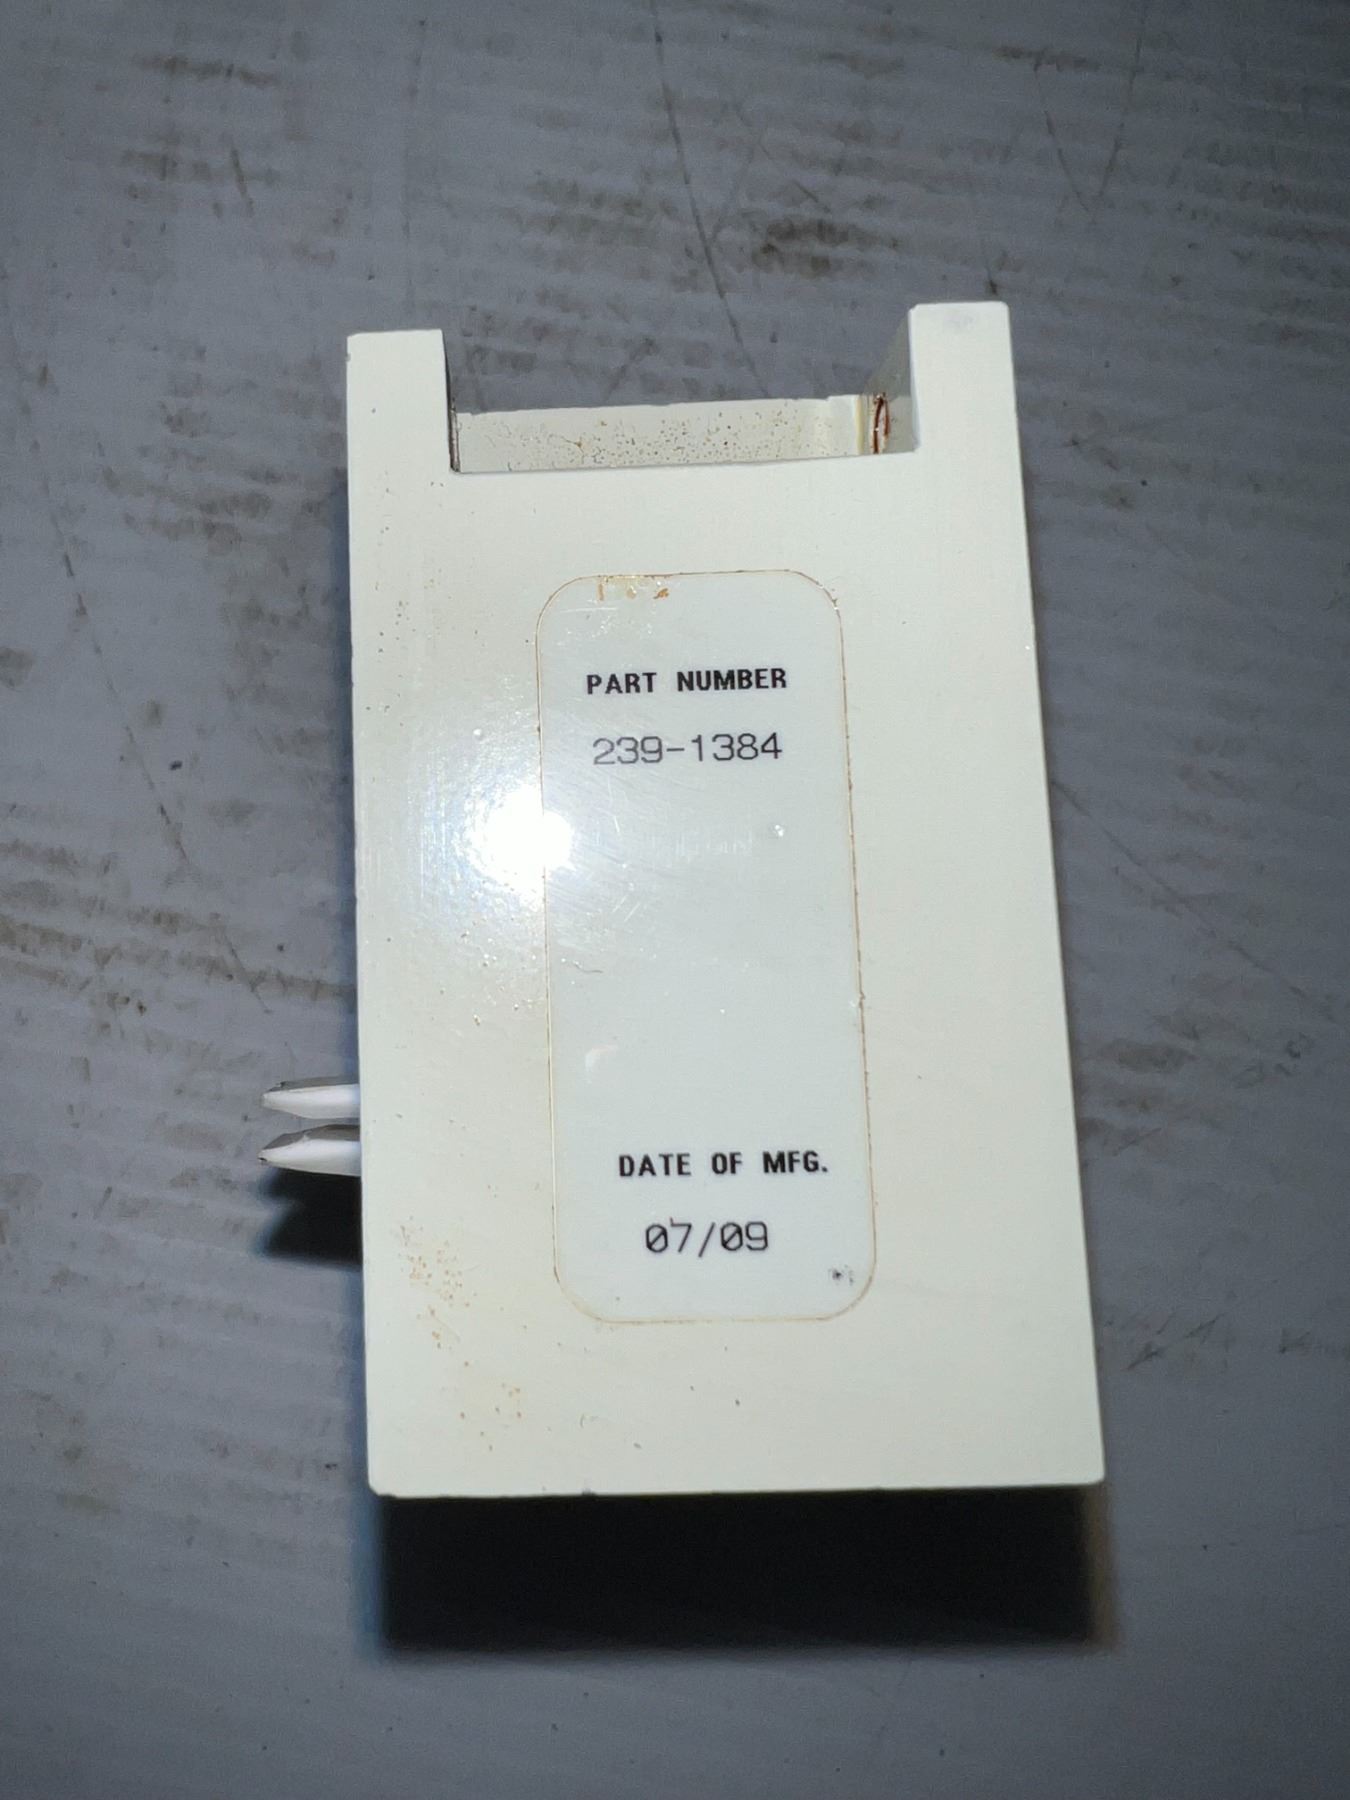 PART NUMBER
239-1384
DATE OF MFG.
07/09